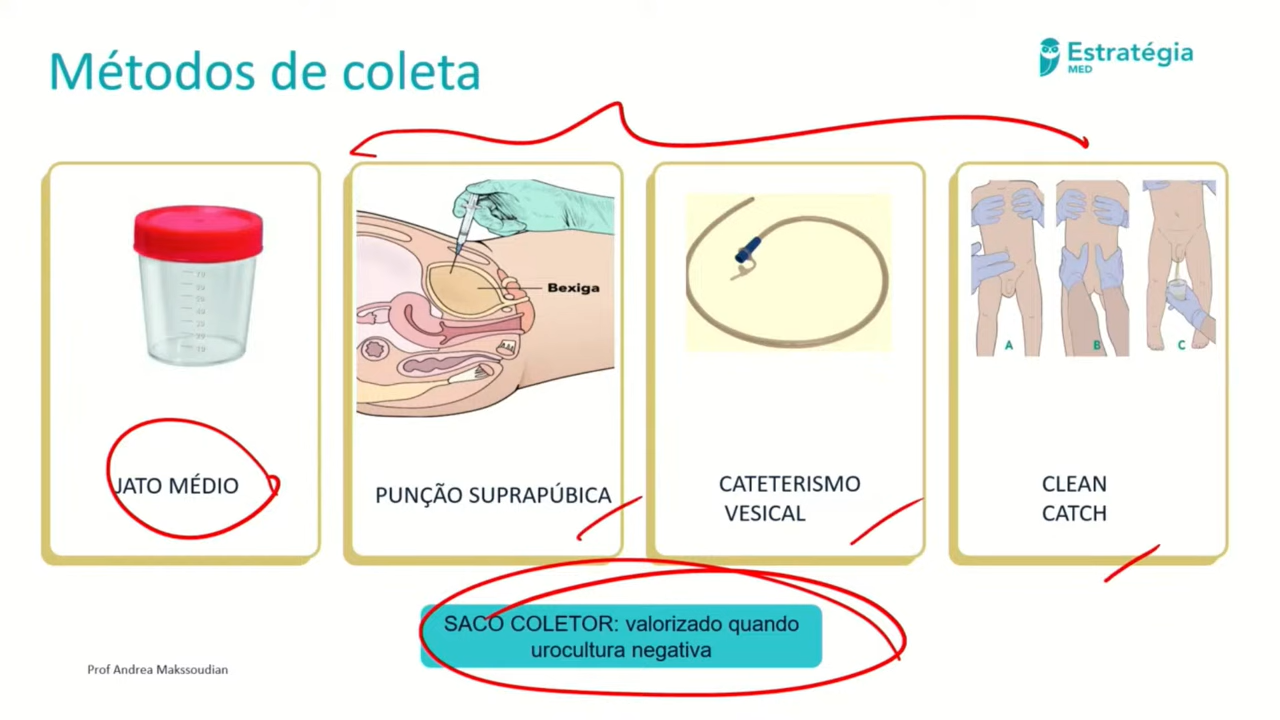 Métodos de coleta
Estratégia
MED
Bexiga
A B C
JATO MÉDIO
PUNÇÃO SUPRAPÚBICA
CATETERISMO
VESICAL
CLEAN
CATCH
SACO COLETOR: valorizado quando
urocultura negativa
Prof Andrea Makssoudian